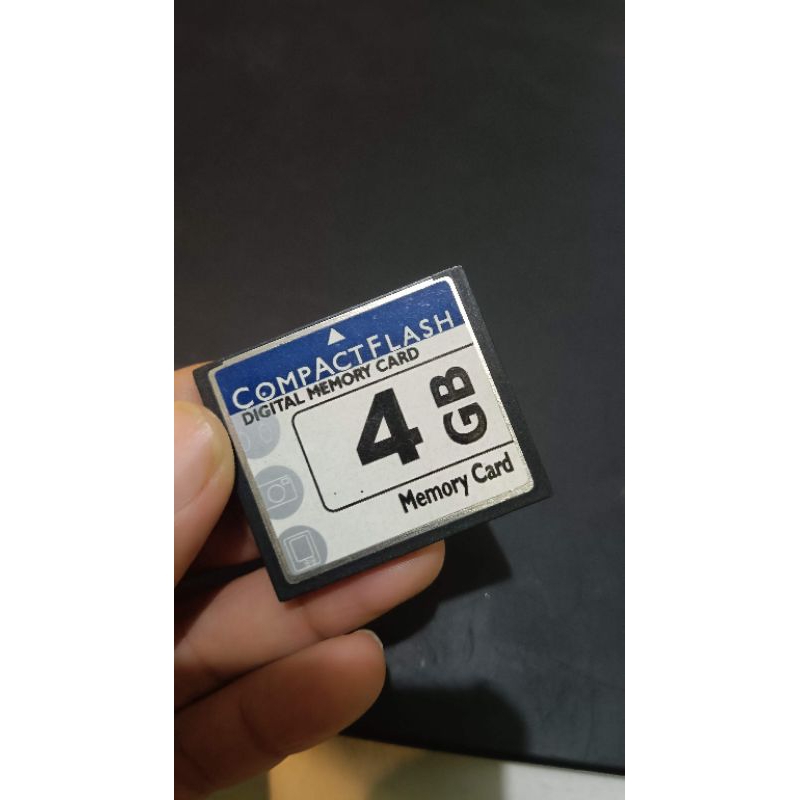 COMPACTFLASH
DIGITAL MEMORY CARD
4
GB
Memory Card